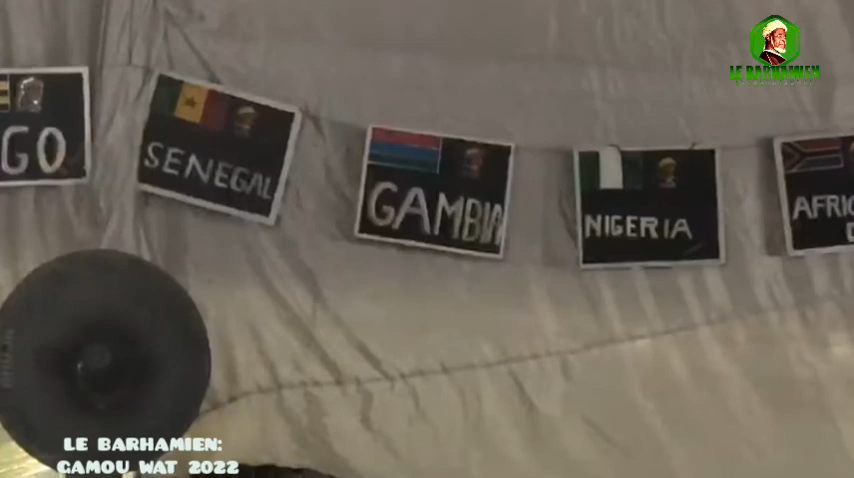 LE BARHAMIEN
GO
SENEGAL
GAMBIA
NIGERIA
AFRIC
LE BARHAMIEN:
GAMOU WAT 2022